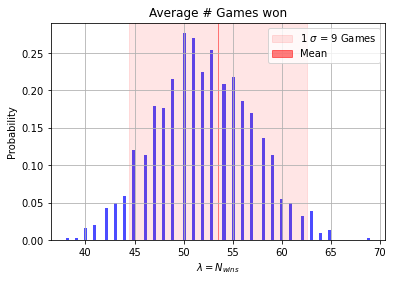 Average # Games won
1 σ = 9 Games
Mean
Probability
0.25
0.20
0.15
0.10
0.05
0.00
40 45 50 55 60 65 70
λ = N_wins